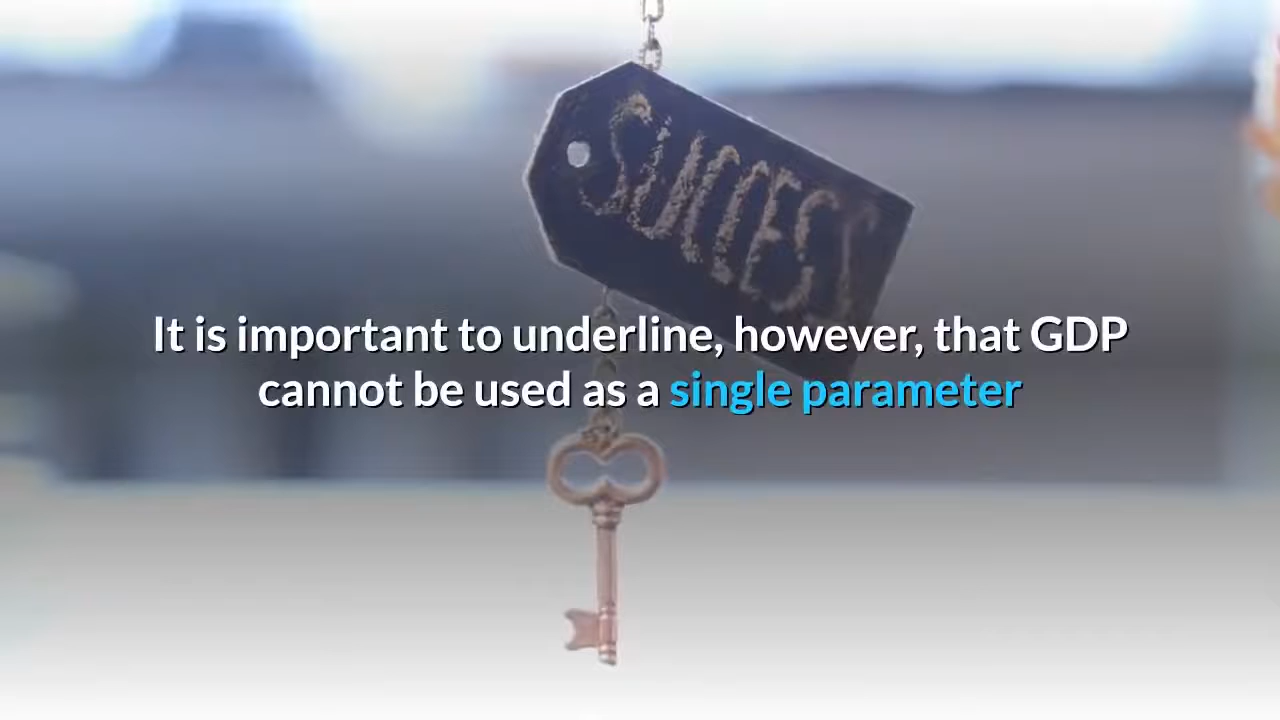 SUCCESS
It is important to underline, however, that GDP
cannot be used as a single parameter